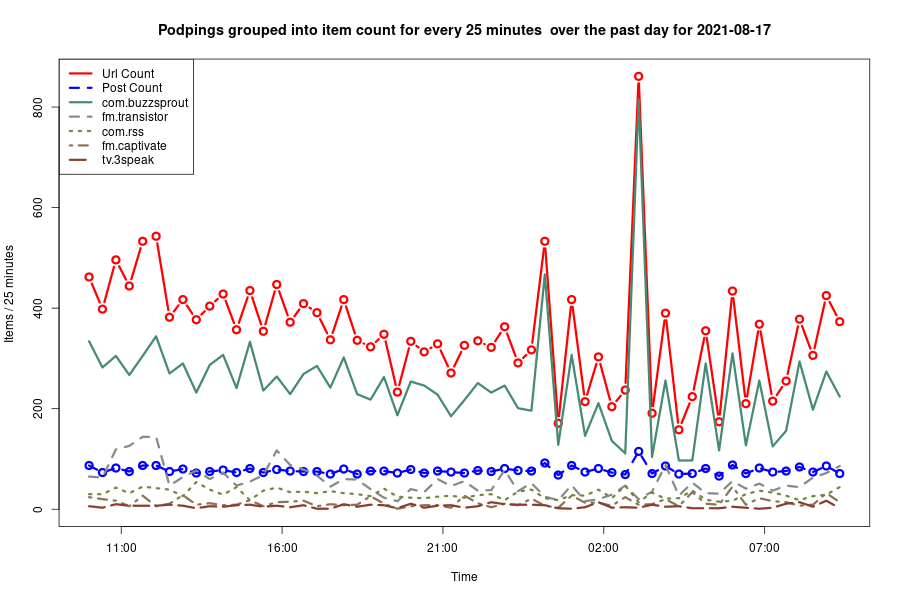 Podpings grouped into item count for every 25 minutes  over the past day for 2021-08-17
Url Count
Post Count
com.buzzsprout
fm.transistor
com.rss
fm.captivate
tv.3speak
Items / 25 minutes
800
600
400
200
0
11:00
16:00
21:00
02:00
07:00
Time